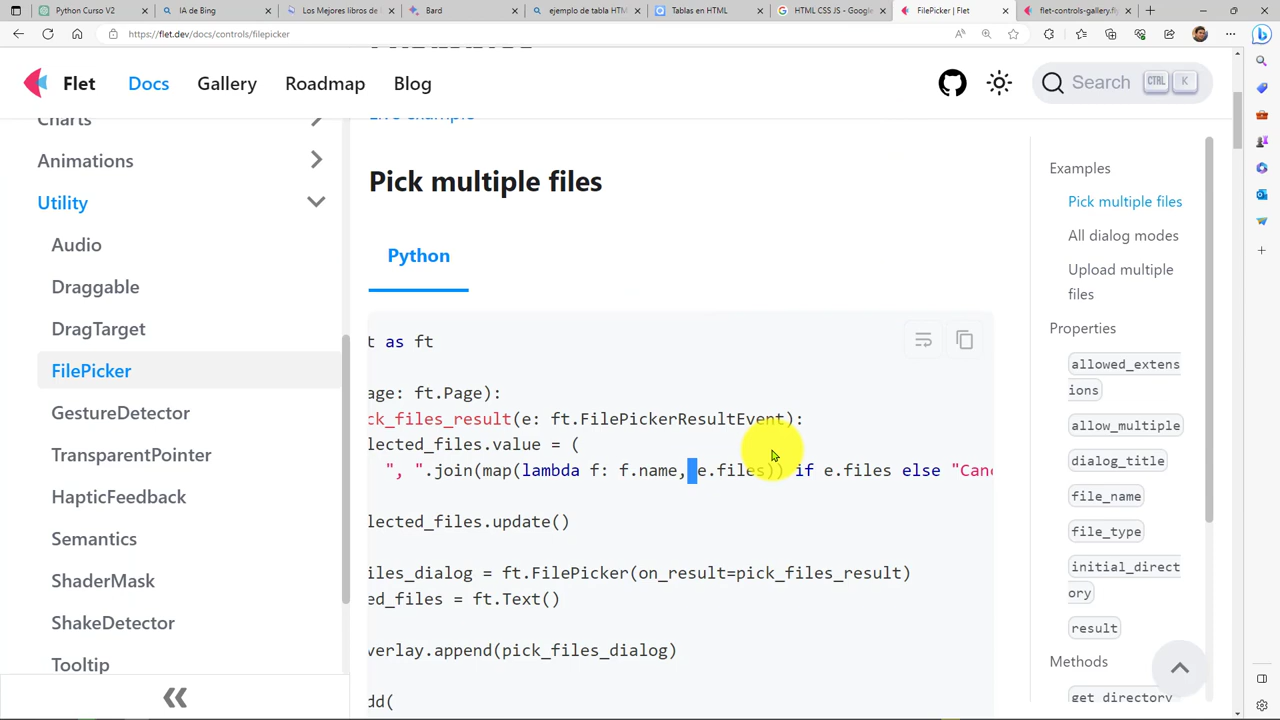 Python Curso V2
IA de Bing
Los Mejores libros de
Bard
ejemplo de tabla HTM
Tablas en HTML
HTML CSS JS - Google
FilePicker | Flet
flet-controls-gallery.fly
https://flet.dev/docs/controls/filepicker
Flet
Docs
Gallery
Roadmap
Blog
Search
CTRL
K
Charts
Animations
Utility
Audio
Draggable
DragTarget
FilePicker
GestureDetector
TransparentPointer
HapticFeedback
Semantics
ShaderMask
ShakeDetector
Tooltip
Live example
Pick multiple files
Python
t as ft
age: ft.Page):
ck_files_result(e: ft.FilePickerResultEvent):
lected_files.value = (
", ".join(map(lambda f: f.name, e.files)) if e.files else "Canc
lected_files.update()
iles_dialog = ft.FilePicker(on_result=pick_files_result)
ed_files = ft.Text()
verlay.append(pick_files_dialog)
dd(
Examples
Pick multiple files
All dialog modes
Upload multiple
files
Properties
allowed_extens
ions
allow_multiple
dialog_title
file_name
file_type
initial_direct
ory
result
Methods
get_directory